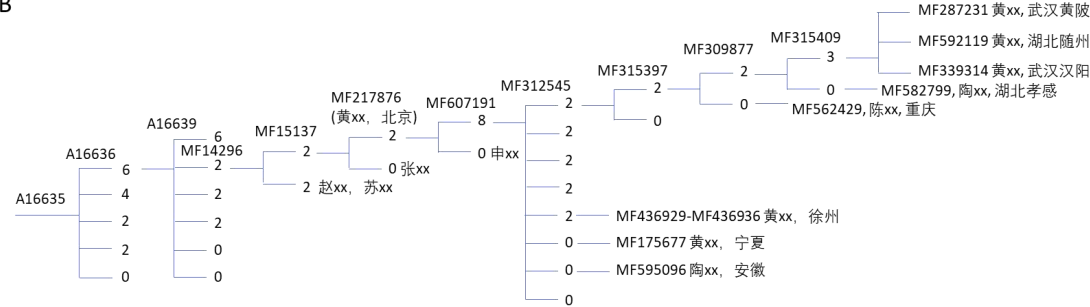 B
MF287231 黄xx, 武汉黄陂
MF315409
MF592119 黄xx, 湖北随州
MF309877
3
MF339314 黄xx, 武汉汉阳
MF315397
2
0
MF582799, 陶xx, 湖北孝感
MF312545
2
0
MF562429, 陈xx, 重庆
MF217876
(黄xx，北京)
MF607191
2
0
A16639
MF15137
8
2
6
2
0 申xx
A16636
MF14296
2
2
0 张xx
6
2
2
2 赵xx，苏xx
2
A16635
4
2
2
2
2
MF436929-MF436936 黄xx，徐州
2
0
0
MF175677 黄xx，宁夏
0
0
0
MF595096 陶xx，安徽
0